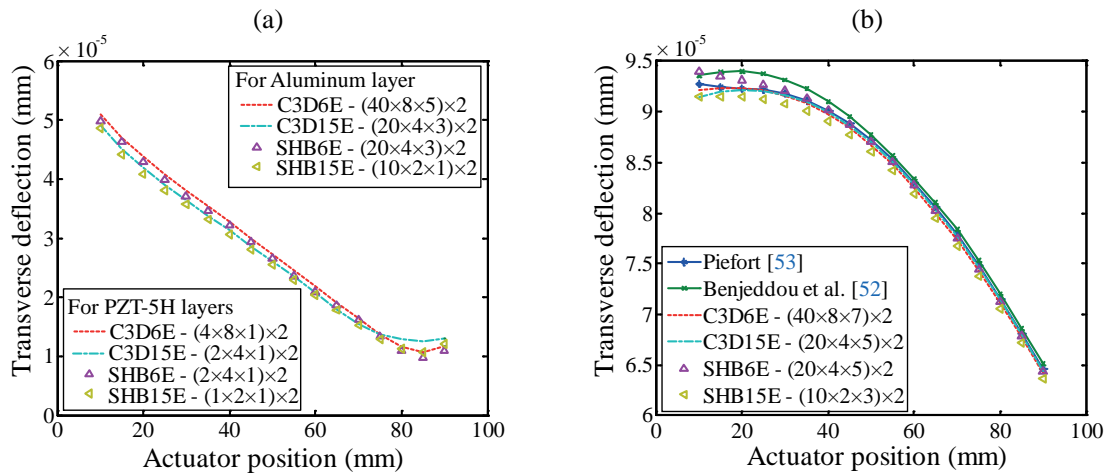 (a)
× 10⁻⁵
6
5
4
3
2
1
0
0 20 40 60 80 100
Transverse deflection (mm)
Actuator position (mm)
For Aluminum layer
C3D6E - (40×8×5)×2
C3D15E - (20×4×3)×2
SHB6E - (20×4×3)×2
SHB15E - (10×2×1)×2
For PZT-5H layers
C3D6E - (4×8×1)×2
C3D15E - (2×4×1)×2
SHB6E - (2×4×1)×2
SHB15E - (1×2×1)×2
(b)
× 10⁻⁵
9.5
9
8.5
8
7.5
7
6.5
6
0 20 40 60 80 100
Transverse deflection (mm)
Actuator position (mm)
Piefort [53]
Benjeddou et al. [52]
C3D6E - (40×8×7)×2
C3D15E - (20×4×5)×2
SHB6E - (20×4×5)×2
SHB15E - (10×2×3)×2